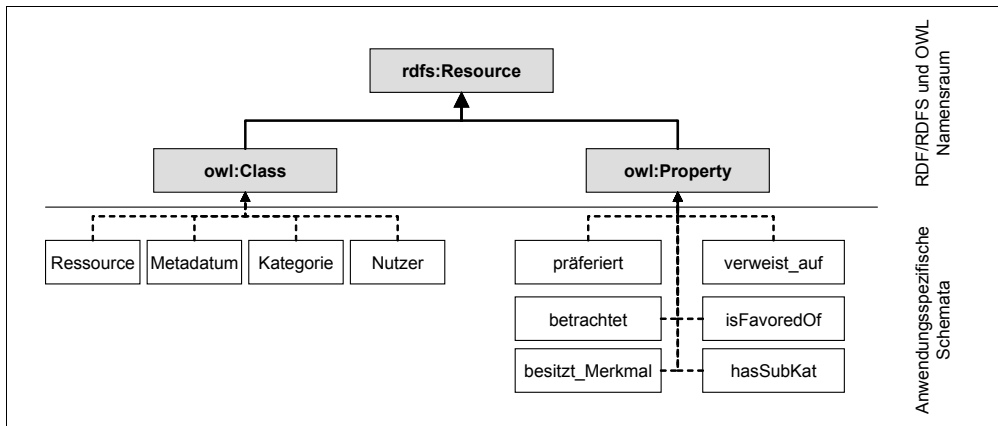 rdfs:Resource
owl:Class
owl:Property
RDF/RDFS und OWL
Namensraum
Ressource
Metadatum
Kategorie
Nutzer
präferiert
verweist_auf
betrachtet
isFavoredOf
besitzt_Merkmal
hasSubKat
Anwendungsspezifische
Schemata